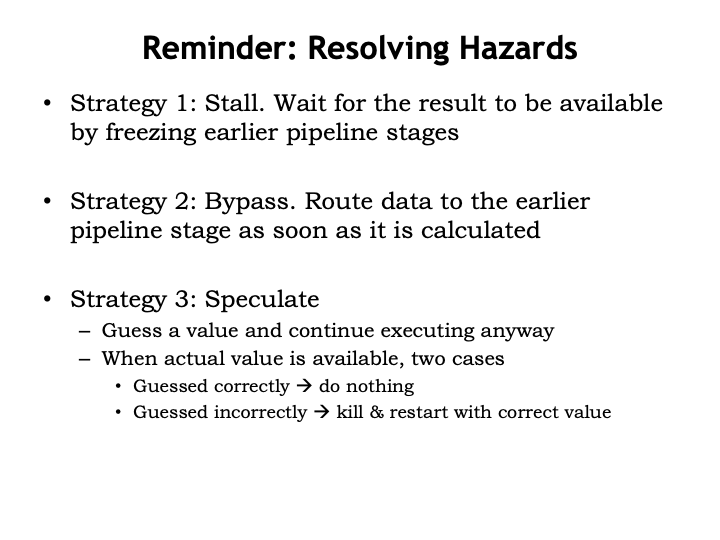 Reminder: Resolving Hazards
• Strategy 1: Stall. Wait for the result to be available
by freezing earlier pipeline stages
• Strategy 2: Bypass. Route data to the earlier
pipeline stage as soon as it is calculated
• Strategy 3: Speculate
– Guess a value and continue executing anyway
– When actual value is available, two cases
• Guessed correctly → do nothing
• Guessed incorrectly → kill & restart with correct value